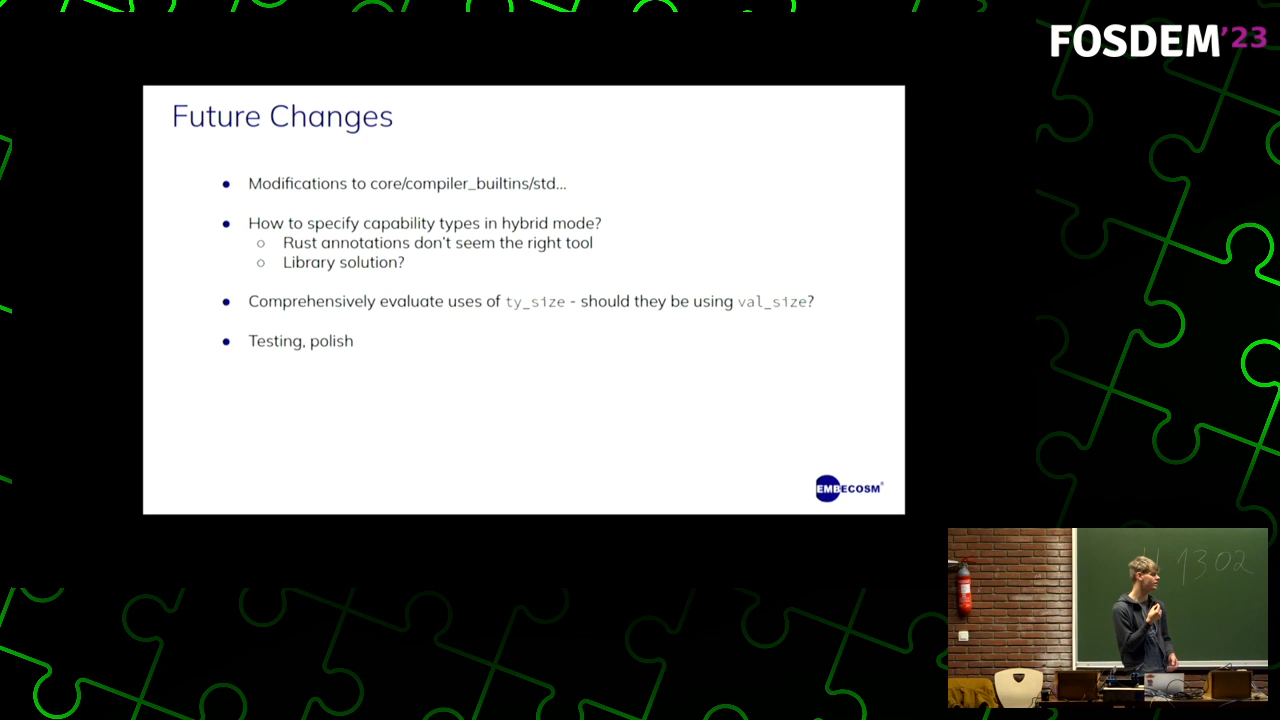 FOSDEM'23
Future Changes
● Modifications to core/compiler_builtins/std...
● How to specify capability types in hybrid mode?
○ Rust annotations don't seem the right tool
○ Library solution?
● Comprehensively evaluate uses of ty_size - should they be using val_size?
● Testing, polish
EMBECOSM®
1302